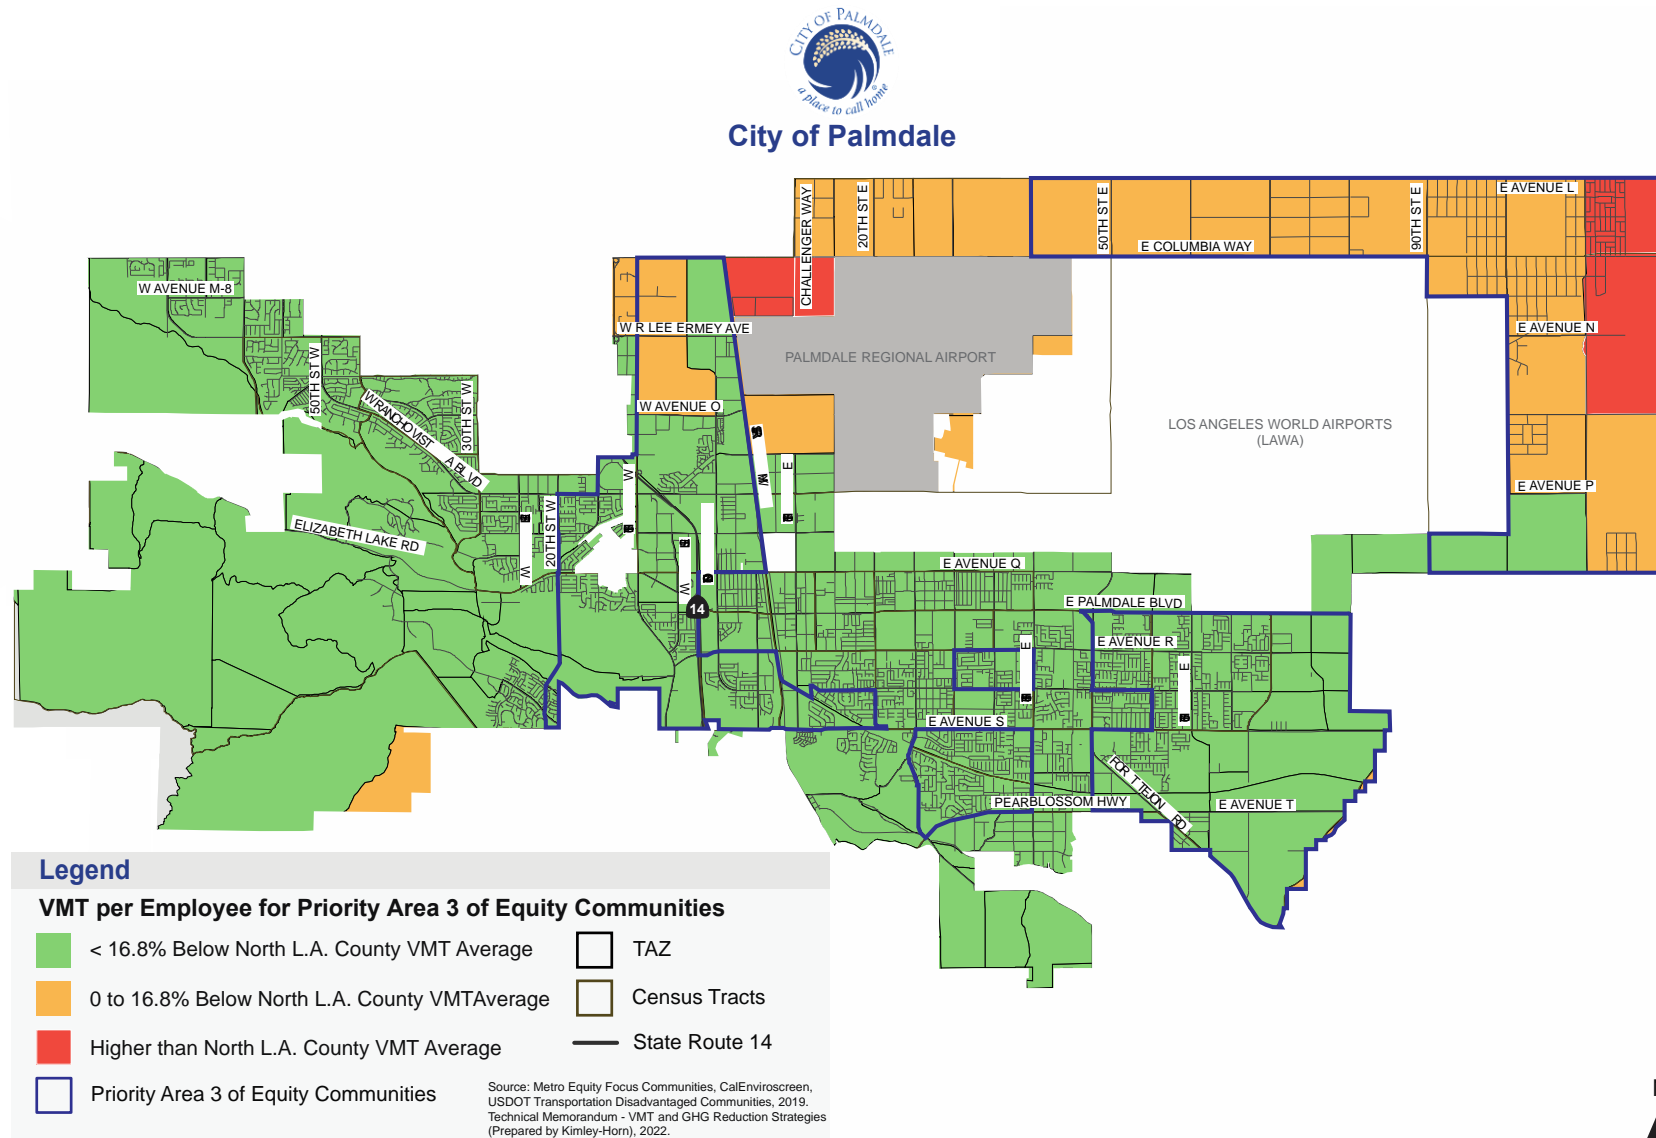 CITY OF PALMDALE
a place to call home
®
City of Palmdale
CHALLENGER WAY
20TH ST E
50TH ST E
90TH ST E
E AVENUE L
E COLUMBIA WAY
W AVENUE M-8
W R LEE ERMEY AVE
E AVENUE N
PALMDALE REGIONAL AIRPORT
50TH ST W
W RANCHO VISTA BLVD
30TH ST W
W AVENUE O
LOS ANGELES WORLD AIRPORTS
(LAWA)
E AVENUE P
W
E
ELIZABETH LAKE RD
20TH ST W
W
W
E AVENUE Q
14
E PALMDALE BLVD
E AVENUE R
E
E
E AVENUE S
FORT TEJON RD
PEARBLOSSOM HWY
E AVENUE T
Legend
VMT per Employee for Priority Area 3 of Equity Communities
< 16.8% Below North L.A. County VMT Average
TAZ
0 to 16.8% Below North L.A. County VMTAverage
Census Tracts
Higher than North L.A. County VMT Average
State Route 14
Priority Area 3 of Equity Communities
Source: Metro Equity Focus Communities, CalEnviroscreen,
USDOT Transportation Disadvantaged Communities, 2019.
Technical Memorandum - VMT and GHG Reduction Strategies
(Prepared by Kimley-Horn), 2022.